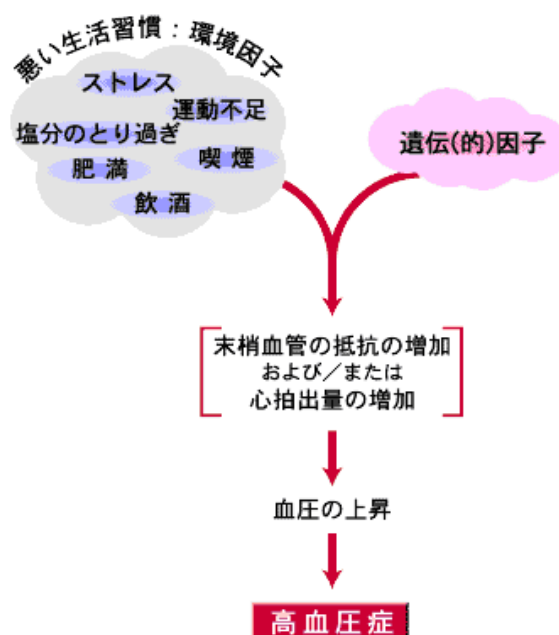 悪い生活習慣：環境因子
ストレス
運動不足
塩分のとり過ぎ
喫煙
肥満
飲酒
遺伝(的)因子
末梢血管の抵抗の増加
および／または
心拍出量の増加
血圧の上昇
高血圧症